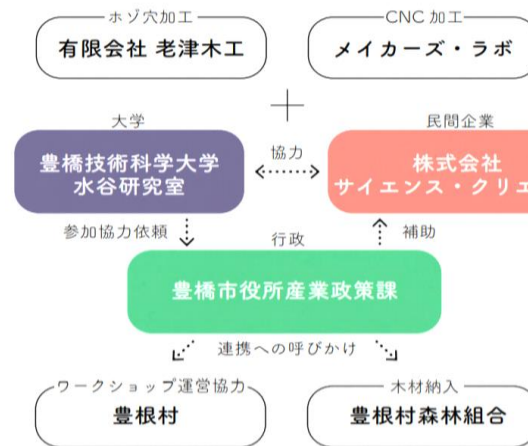 ホゾ穴加工
有限会社 老津木工
CNC 加工
メイカーズ・ラボ
大学
豊橋技術科学大学
水谷研究室
協力
民間企業
株式会社
サイエンス・クリエ
参加協力依頼
行政
補助
豊橋市役所産業政策課
連携への呼びかけ
ワークショップ運営協力
豊根村
木材納入
豊根村森林組合